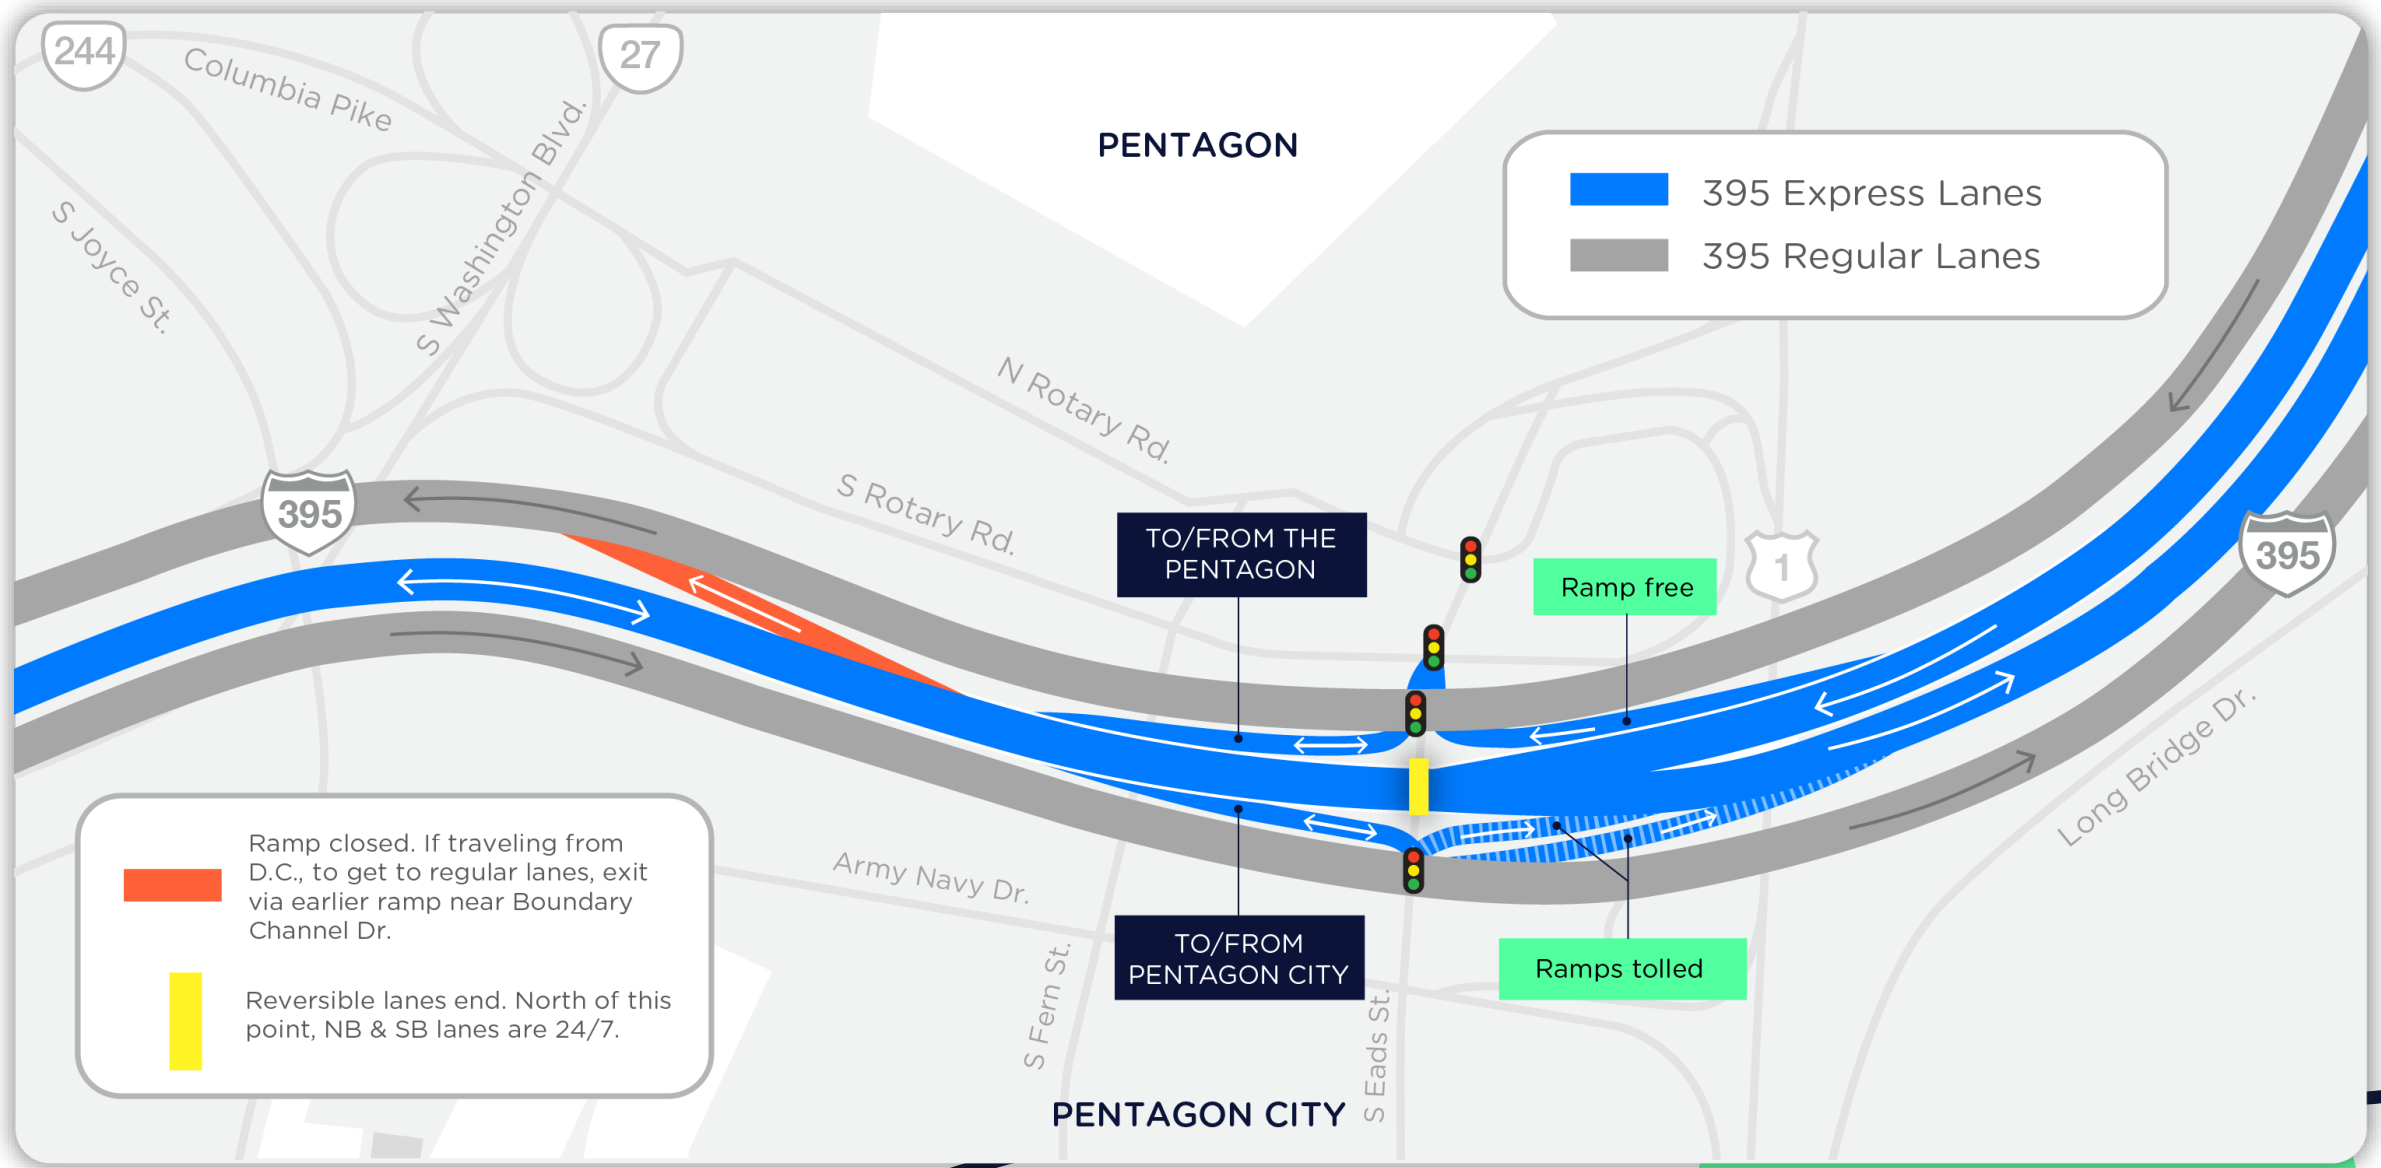 244
Columbia Pike
27
S Washington Blvd.
S Joyce St.
PENTAGON
395 Express Lanes
395 Regular Lanes
N Rotary Rd.
S Rotary Rd.
395
TO/FROM THE
PENTAGON
Ramp free
1
395
Long Bridge Dr.
Ramp closed. If traveling from
D.C., to get to regular lanes, exit
via earlier ramp near Boundary
Channel Dr.
Reversible lanes end. North of this
point, NB & SB lanes are 24/7.
Army Navy Dr.
TO/FROM
PENTAGON CITY
Ramps tolled
S Fern St.
S Eads St.
PENTAGON CITY